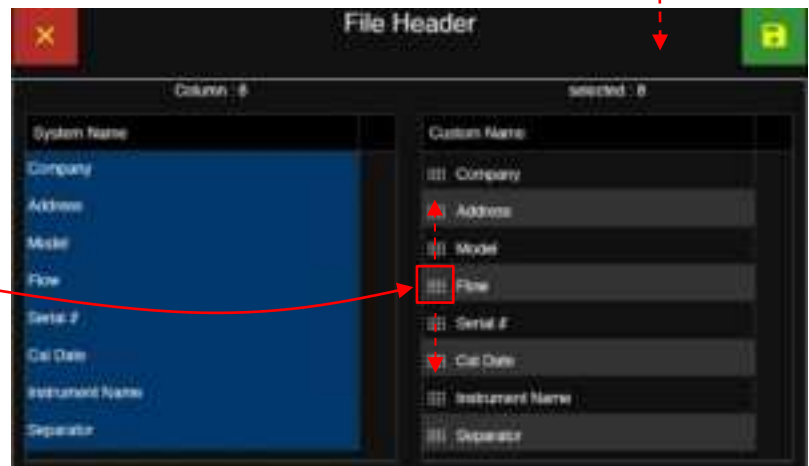 File Header
Column : 8
selected : 8
System Name
Company
Address
Model
Flow
Serial #
Cal Date
Instrument Name
Separator
Custom Name
Company
Address
Model
Flow
Serial #
Cal Date
Instrument Name
Separator